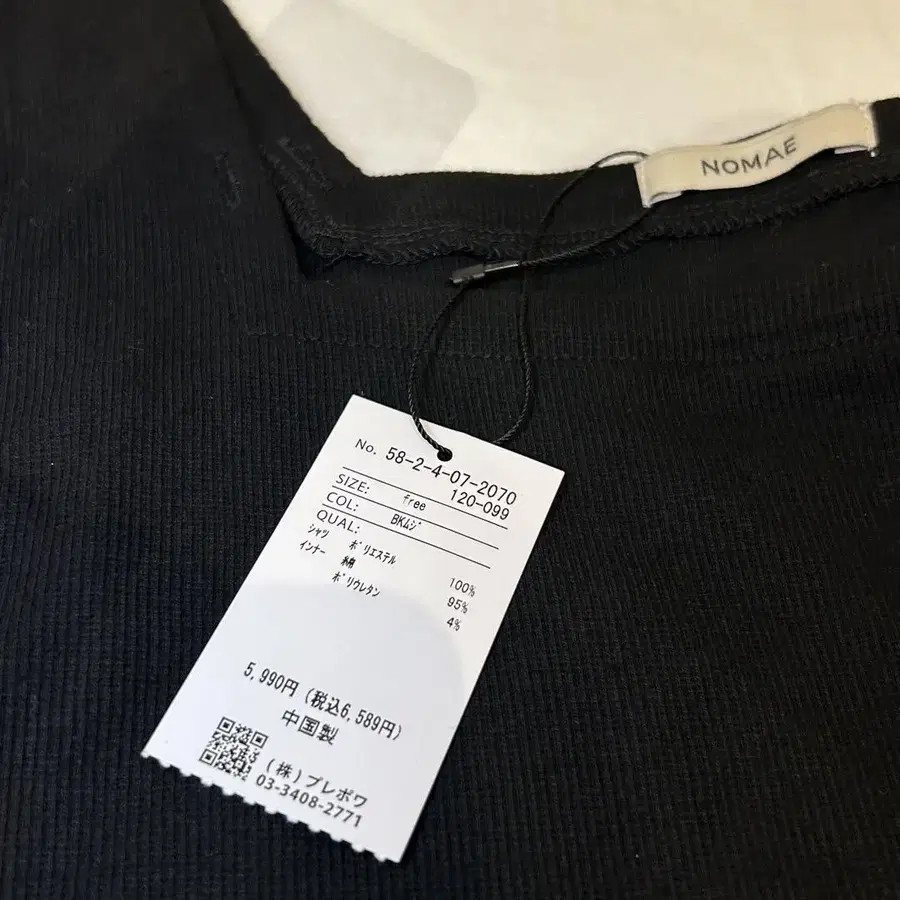 NOMAE
No. 58-2-4-07-2070
120-099
SIZE: free
COL: BKムジ
QUAL:
シャツ ポリエステル 100%
インナー 綿 95%
ポリウレタン 4%
5,990円 (税込6,589円)
中国製
(株)プレポワ
03-3408-2771